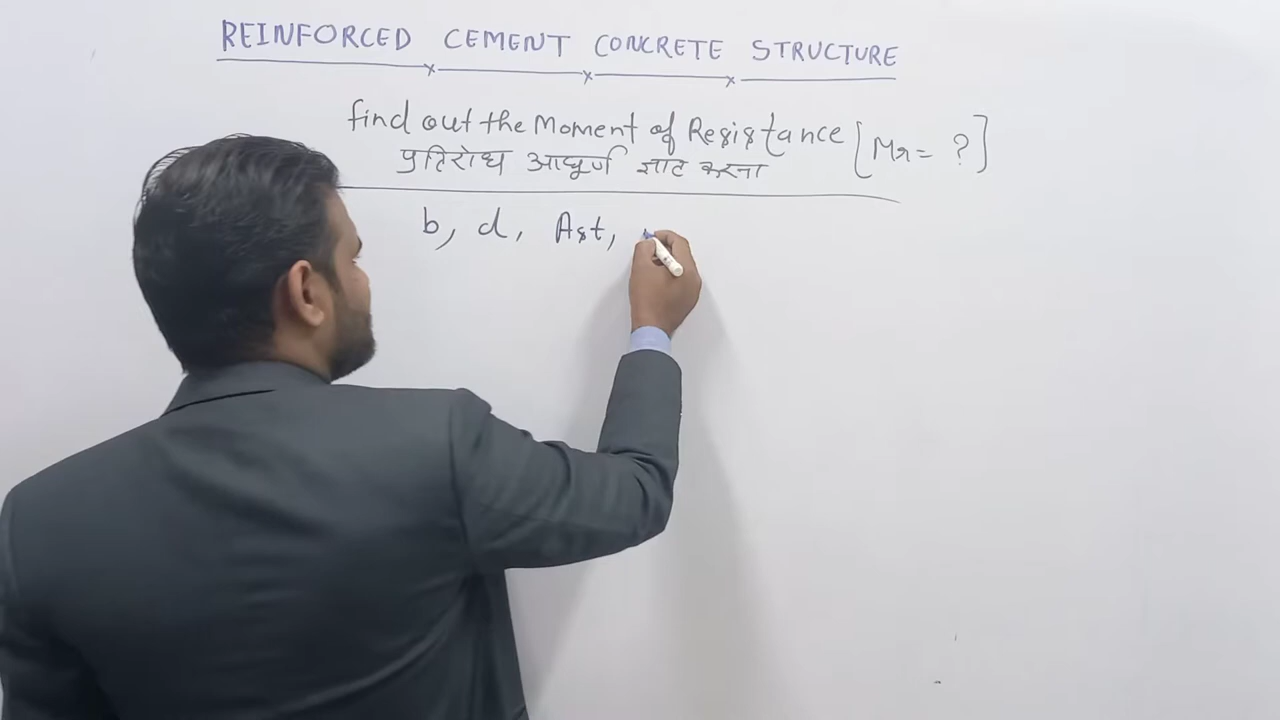 REINFORCED CEMENT CONCRETE STRUCTURE
find out the Moment of Resistance [Mr= ?]
प्रतिरोध आघूर्ण ज्ञात करना
b, d, Ast,